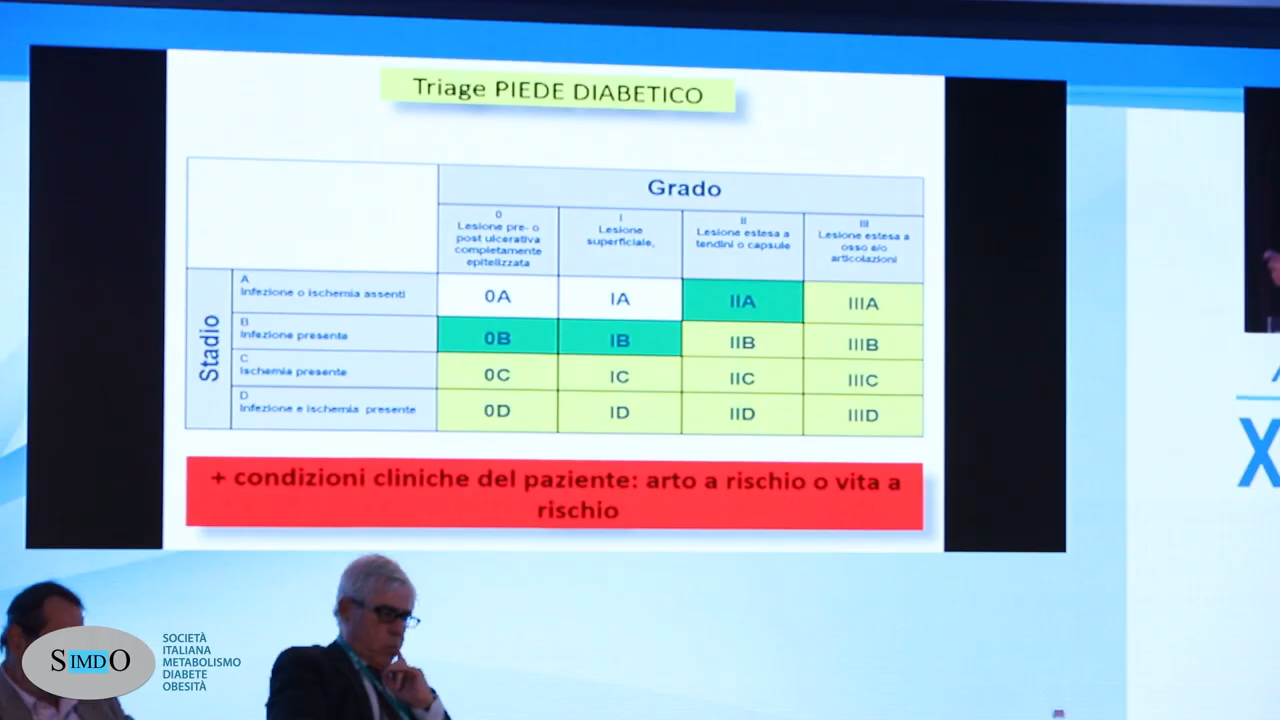 Triage PIEDE DIABETICO
Grado
0
Lesione pre- o
post ulcerativa
completamente
epitelizzata
I
Lesione
superficiale,
II
Lesione estesa a
tendini o capsule
III
Lesione estesa a
osso e/o
articolazioni
Stadio
A
Infezione o ischemia assenti
0A
IA
IIA
IIIA
B
Infezione presente
0B
IB
IIB
IIIB
C
Ischemia presente
0C
IC
IIC
IIIC
D
Infezione e ischemia presente
0D
ID
IID
IIID
+ condizioni cliniche del paziente: arto a rischio o vita a
rischio
X
SIMDO
SOCIETÀ
ITALIANA
METABOLISMO
DIABETE
OBESITÀ